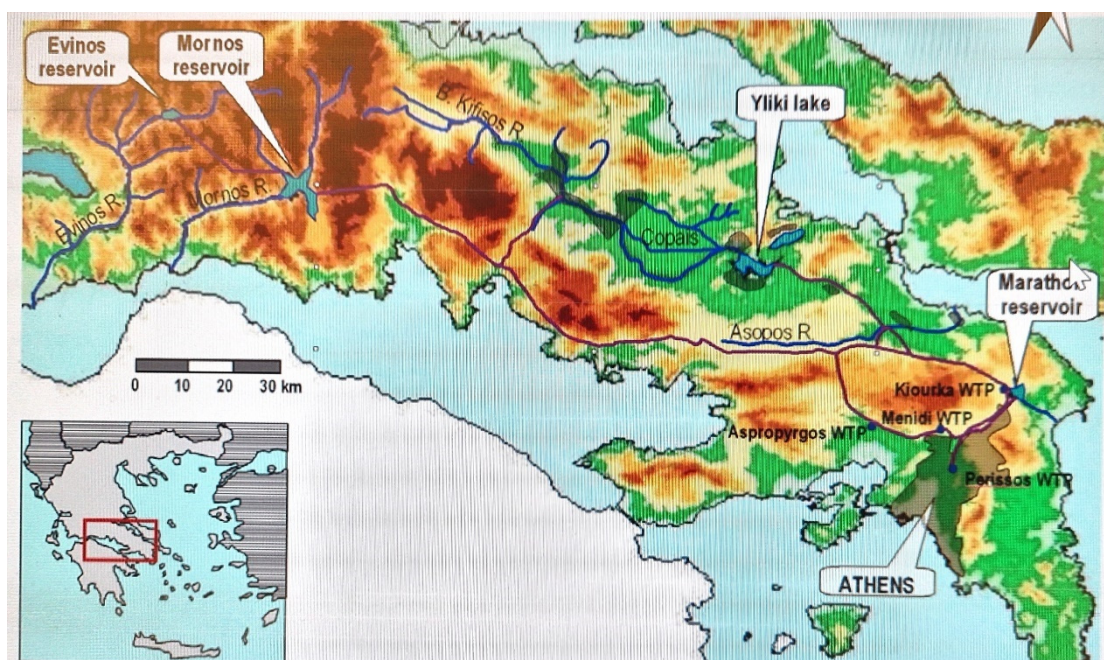 Evinos
reservoir
Mornos
reservoir
B. Kifisos R.
Yliki lake
Evinos R.
Mornos R.
Copais
Marathon
reservoir
Asopos R.
0 10 20 30 km
Kiourka WTP
Menidi WTP
Aspropyrgos WTP
Perissos WTP
ATHENS